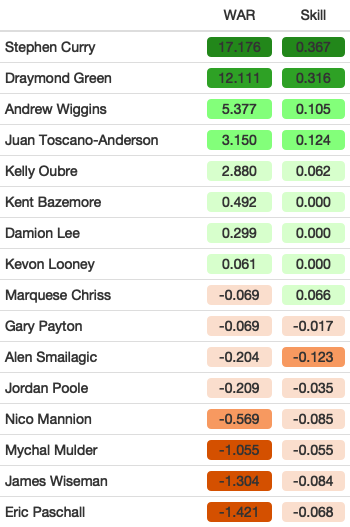 WAR Skill
Stephen Curry 17.176 0.367
Draymond Green 12.111 0.316
Andrew Wiggins 5.377 0.105
Juan Toscano-Anderson 3.150 0.124
Kelly Oubre 2.880 0.062
Kent Bazemore 0.492 0.000
Damion Lee 0.299 0.000
Kevon Looney 0.061 0.000
Marquese Chriss -0.069 0.066
Gary Payton -0.069 -0.017
Alen Smailagic -0.204 -0.123
Jordan Poole -0.209 -0.035
Nico Mannion -0.569 -0.085
Mychal Mulder -1.055 -0.055
James Wiseman -1.304 -0.084
Eric Paschall -1.421 -0.068